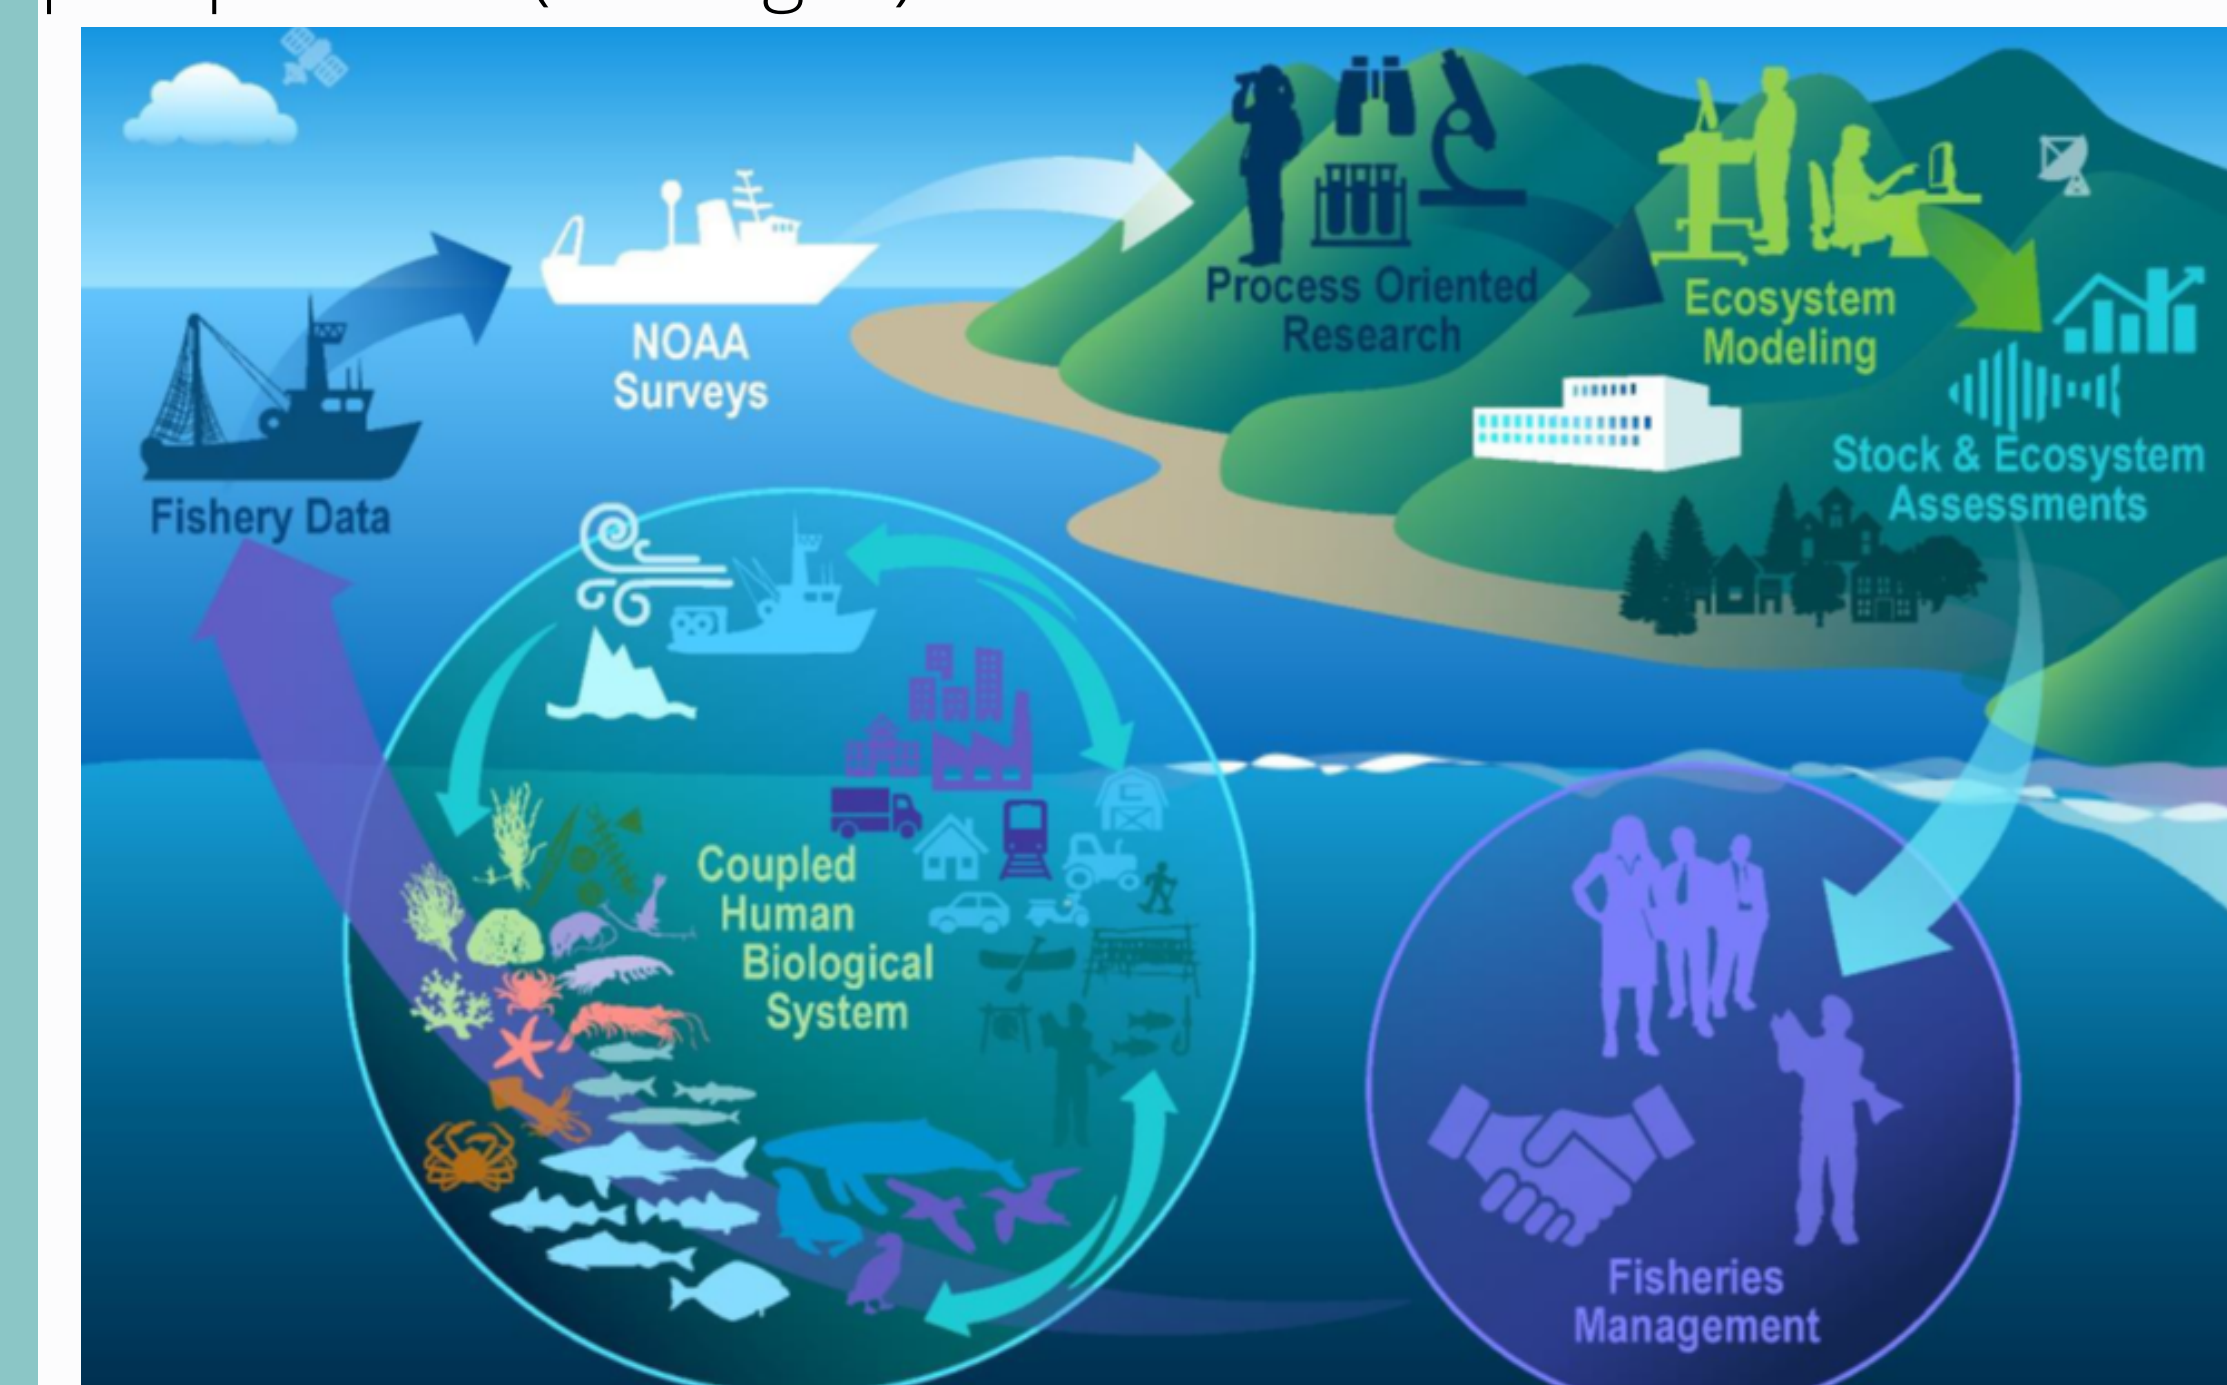 NOAA
Surveys
Process Oriented
Research
Ecosystem
Modeling
Stock & Ecosystem
Assessments
Fishery Data
Coupled
Human
Biological
System
Fisheries
Management